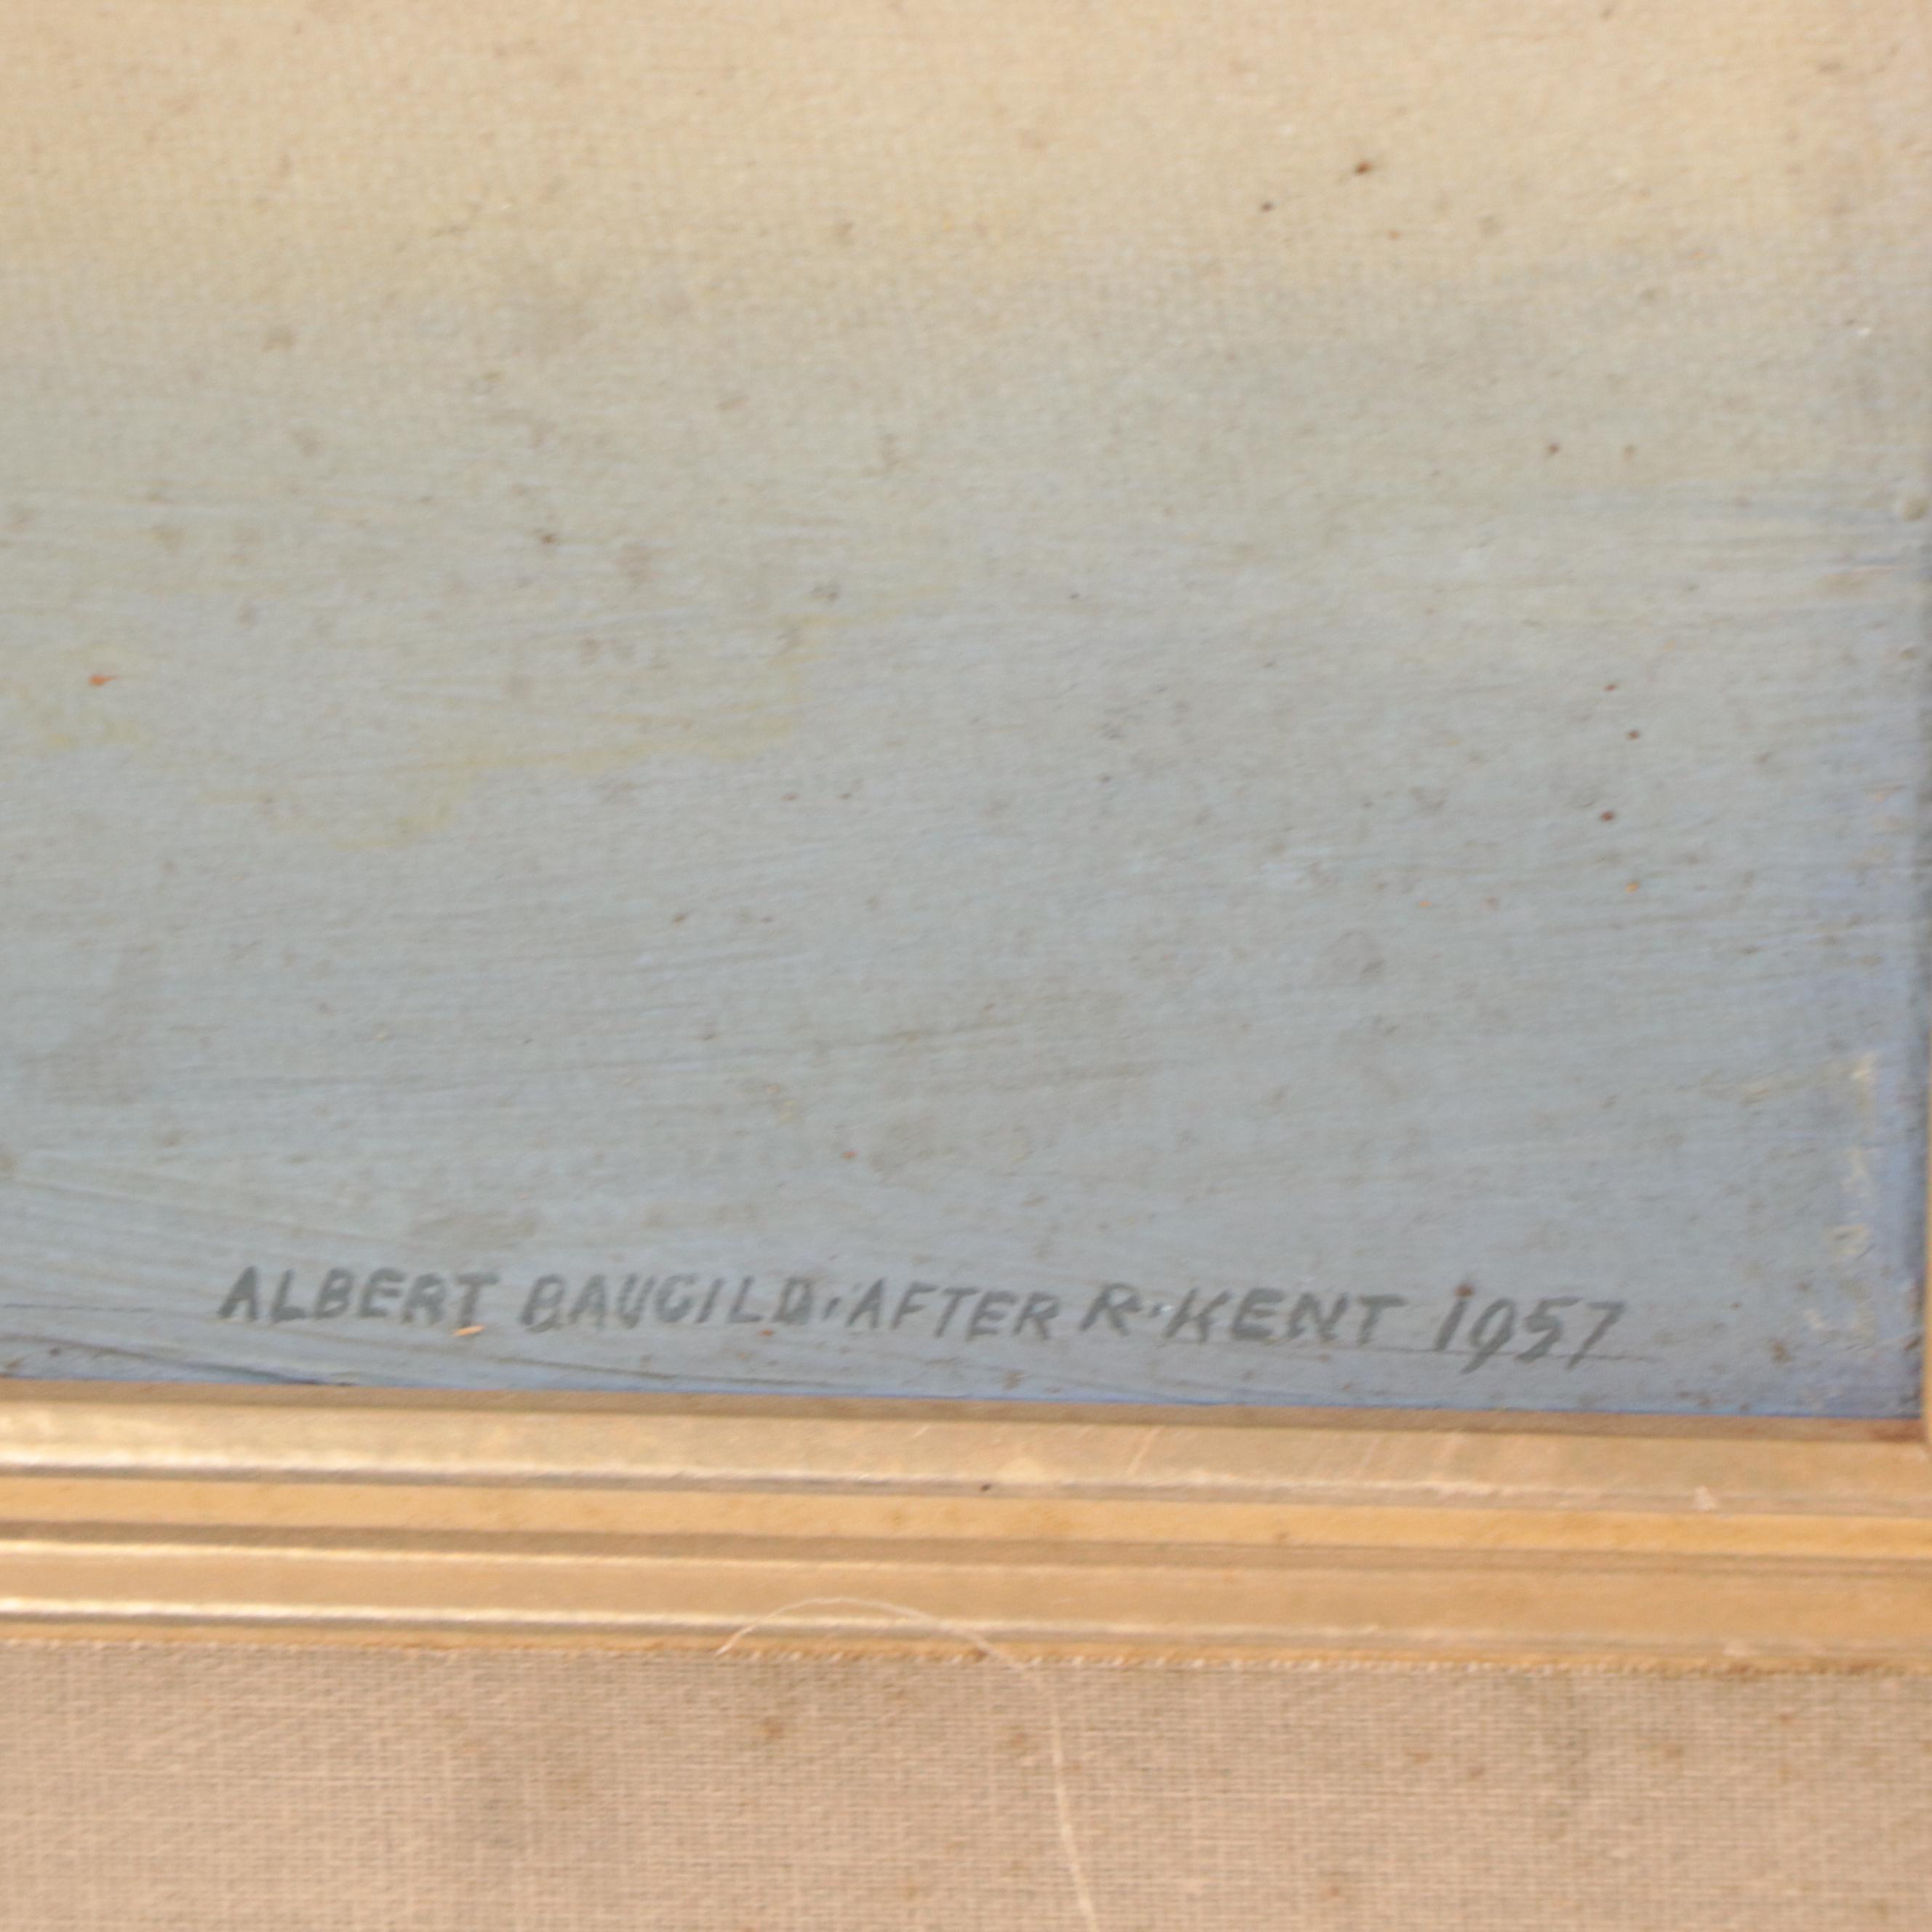 ALBERT BAUGILD. AFTER R. KENT 1957